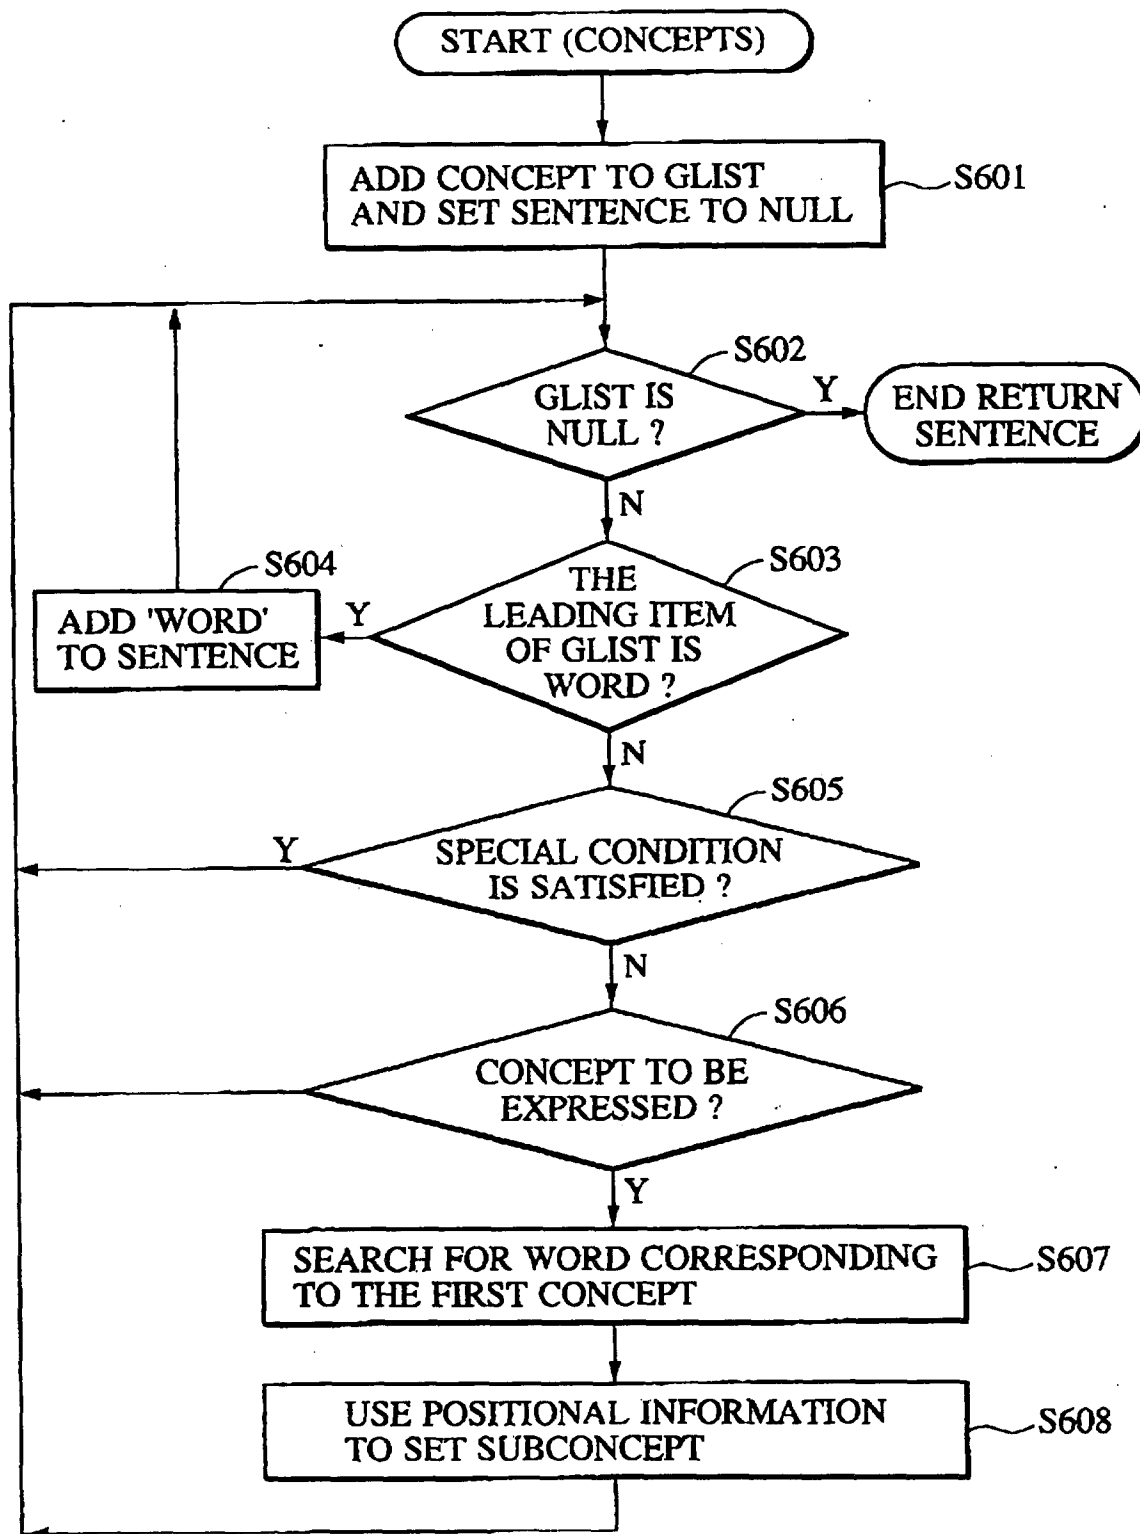 START (CONCEPTS)
ADD CONCEPT TO GLIST
AND SET SENTENCE TO NULL
S601
S602
GLIST IS
NULL ?
Y
END RETURN
SENTENCE
N
S603
THE
LEADING ITEM
OF GLIST IS
WORD ?
Y
S604
ADD 'WORD'
TO SENTENCE
N
S605
SPECIAL CONDITION
IS SATISFIED ?
Y
N
S606
CONCEPT TO BE
EXPRESSED ?
Y
SEARCH FOR WORD CORRESPONDING
TO THE FIRST CONCEPT
S607
USE POSITIONAL INFORMATION
TO SET SUBCONCEPT
S608